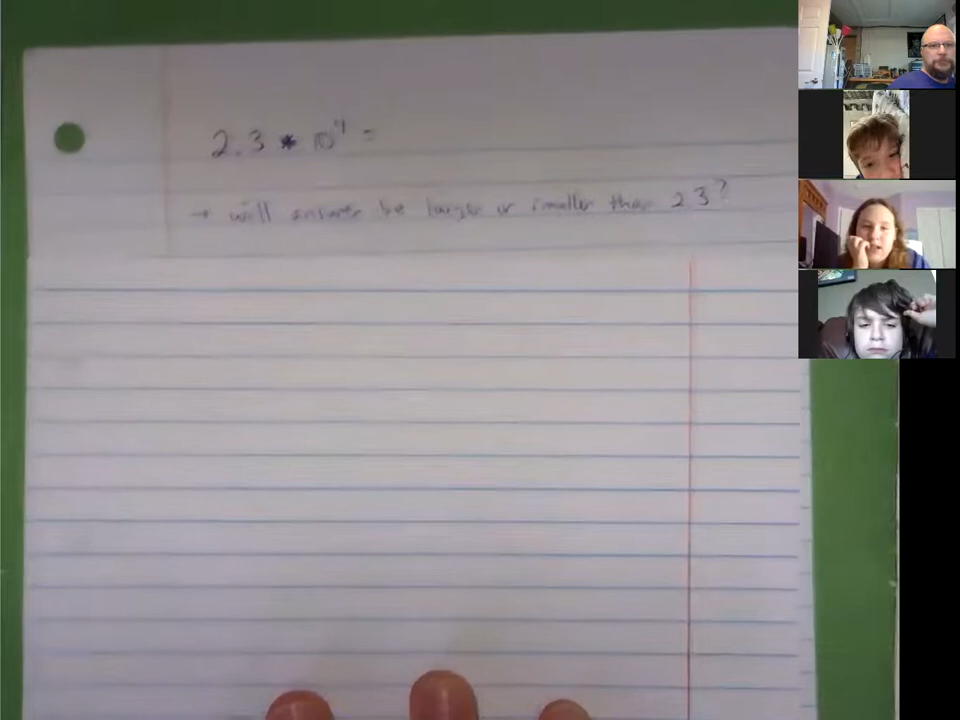 2.3 * 10⁴ =
→ will answer be larger or smaller than 2.3?